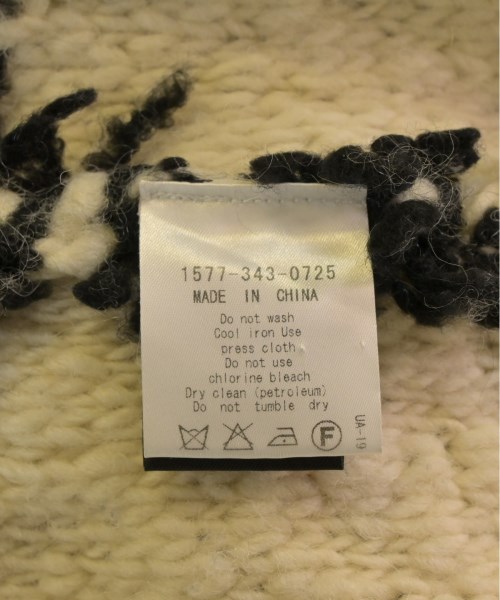 1577-343-0725
MADE IN CHINA
Do not wash
Cool iron Use
press cloth
Do not use
chlorine bleach
Dry clean (petroleum)
Do not tumble dry
F
UA-19